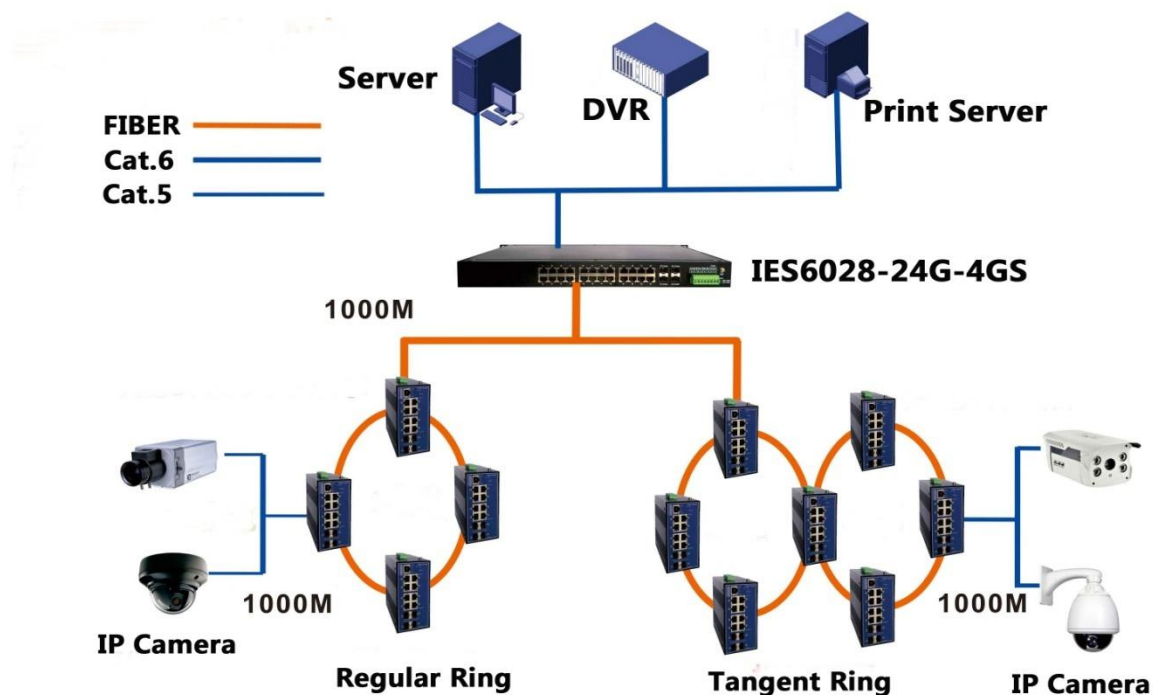 Server
DVR
Print Server
FIBER
Cat.6
Cat.5
IES6028-24G-4GS
1000M
1000M
1000M
IP Camera
Regular Ring
Tangent Ring
IP Camera